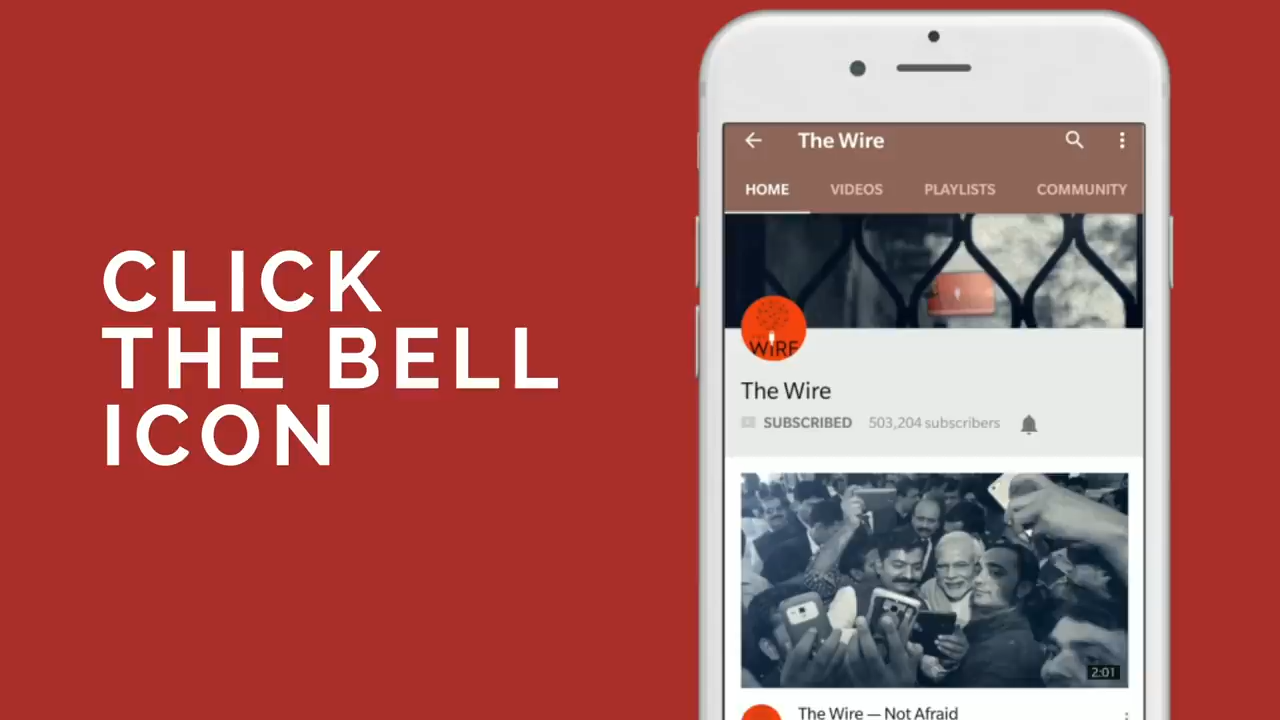 CLICK
THE BELL
ICON
The Wire
HOME VIDEOS PLAYLISTS COMMUNITY
WIRE
The Wire
SUBSCRIBED 503,204 subscribers
2:01
The Wire — Not Afraid